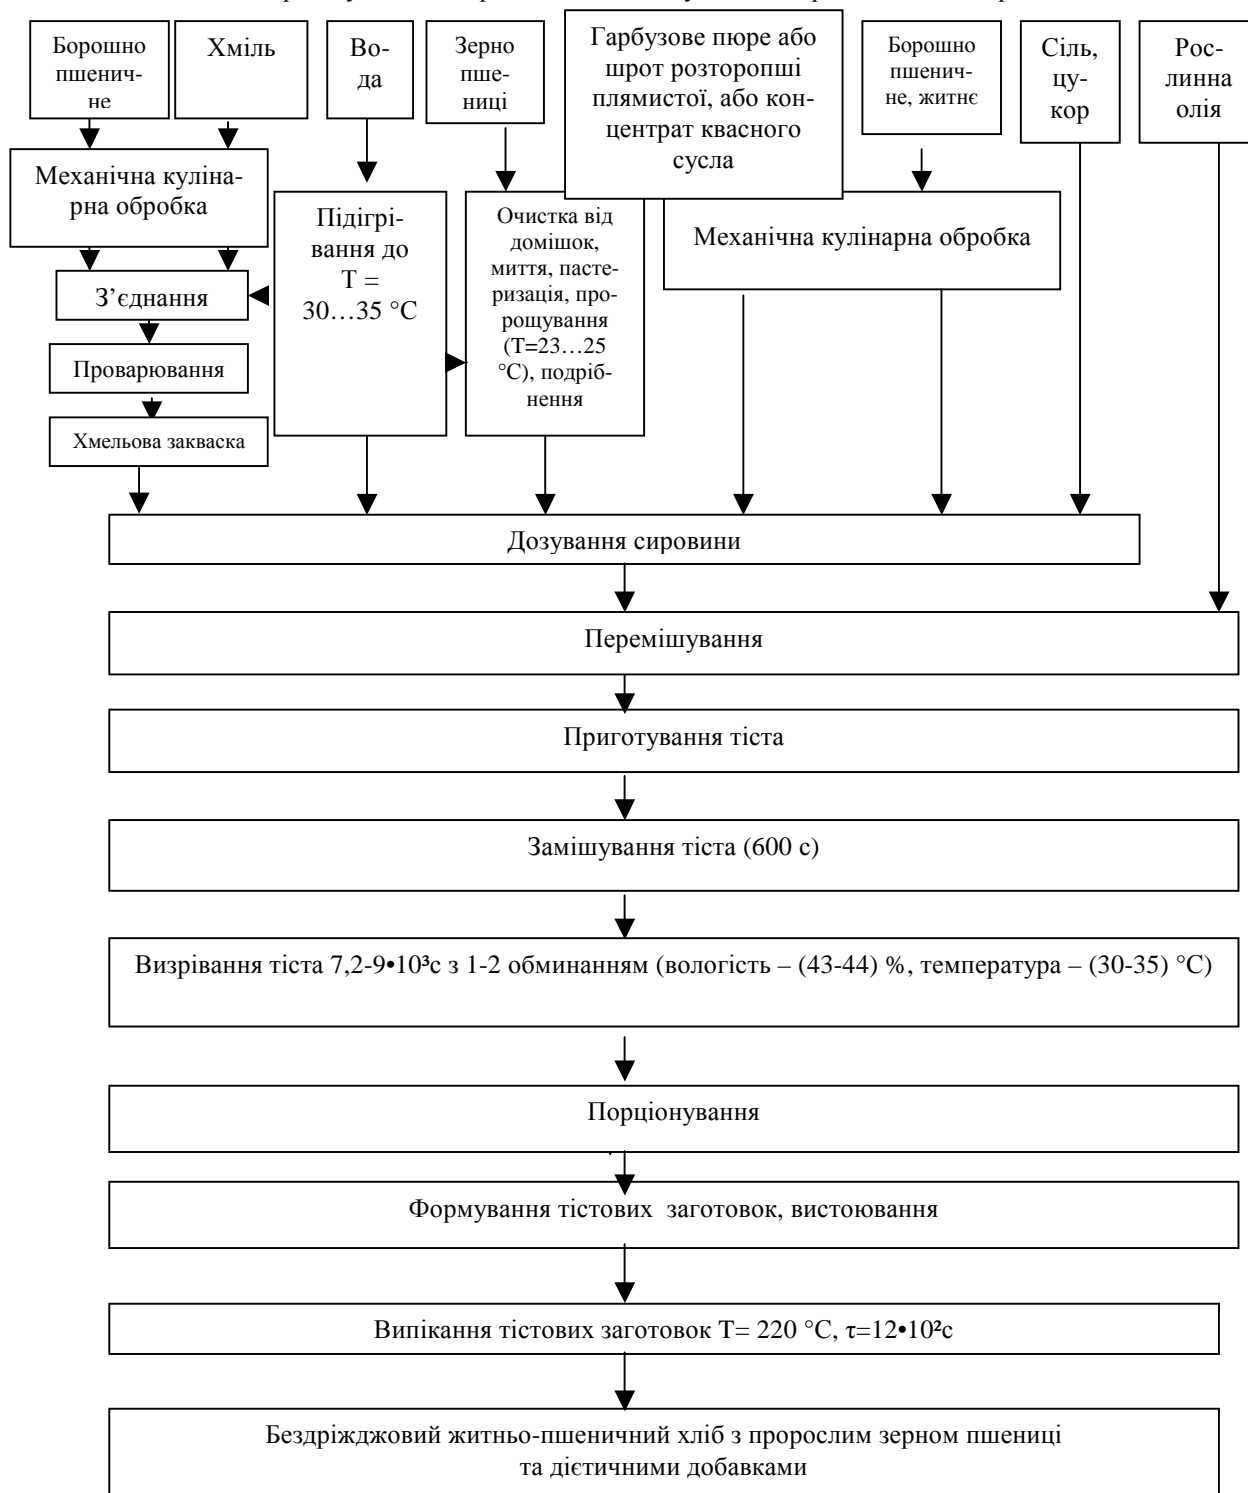 Борошно
пшенич-
не
Хміль
Во-
да
Зерно
пше-
ниці
Гарбузове пюре або
шрот розторопші
плямистої, або кон-
центрат квасного
сусла
Борошно
пшенич-
не, житнє
Сіль,
цу-
кор
Рос-
линна
олія
Механічна куліна-
рна обробка
Підігрі-
вання до
Т =
30…35 °С
Очистка від
домішок,
миття, пасте-
ризація, про-
рощування
(Т=23…25
°С), подріб-
нення
Механічна кулінарна обробка
З’єднання
Проварювання
Хмельова закваска
Дозування сировини
Перемішування
Приготування тіста
Замішування тіста (600 с)
Визрівання тіста 7,2-9•10³с з 1-2 обминанням (вологість – (43-44) %, температура – (30-35) °С)
Порціонування
Формування тістових заготовок, вистоювання
Випікання тістових заготовок Т= 220 °С, τ=12•10²с
Бездріжджовий житньо-пшеничний хліб з пророслим зерном пшениці
та дієтичними добавками